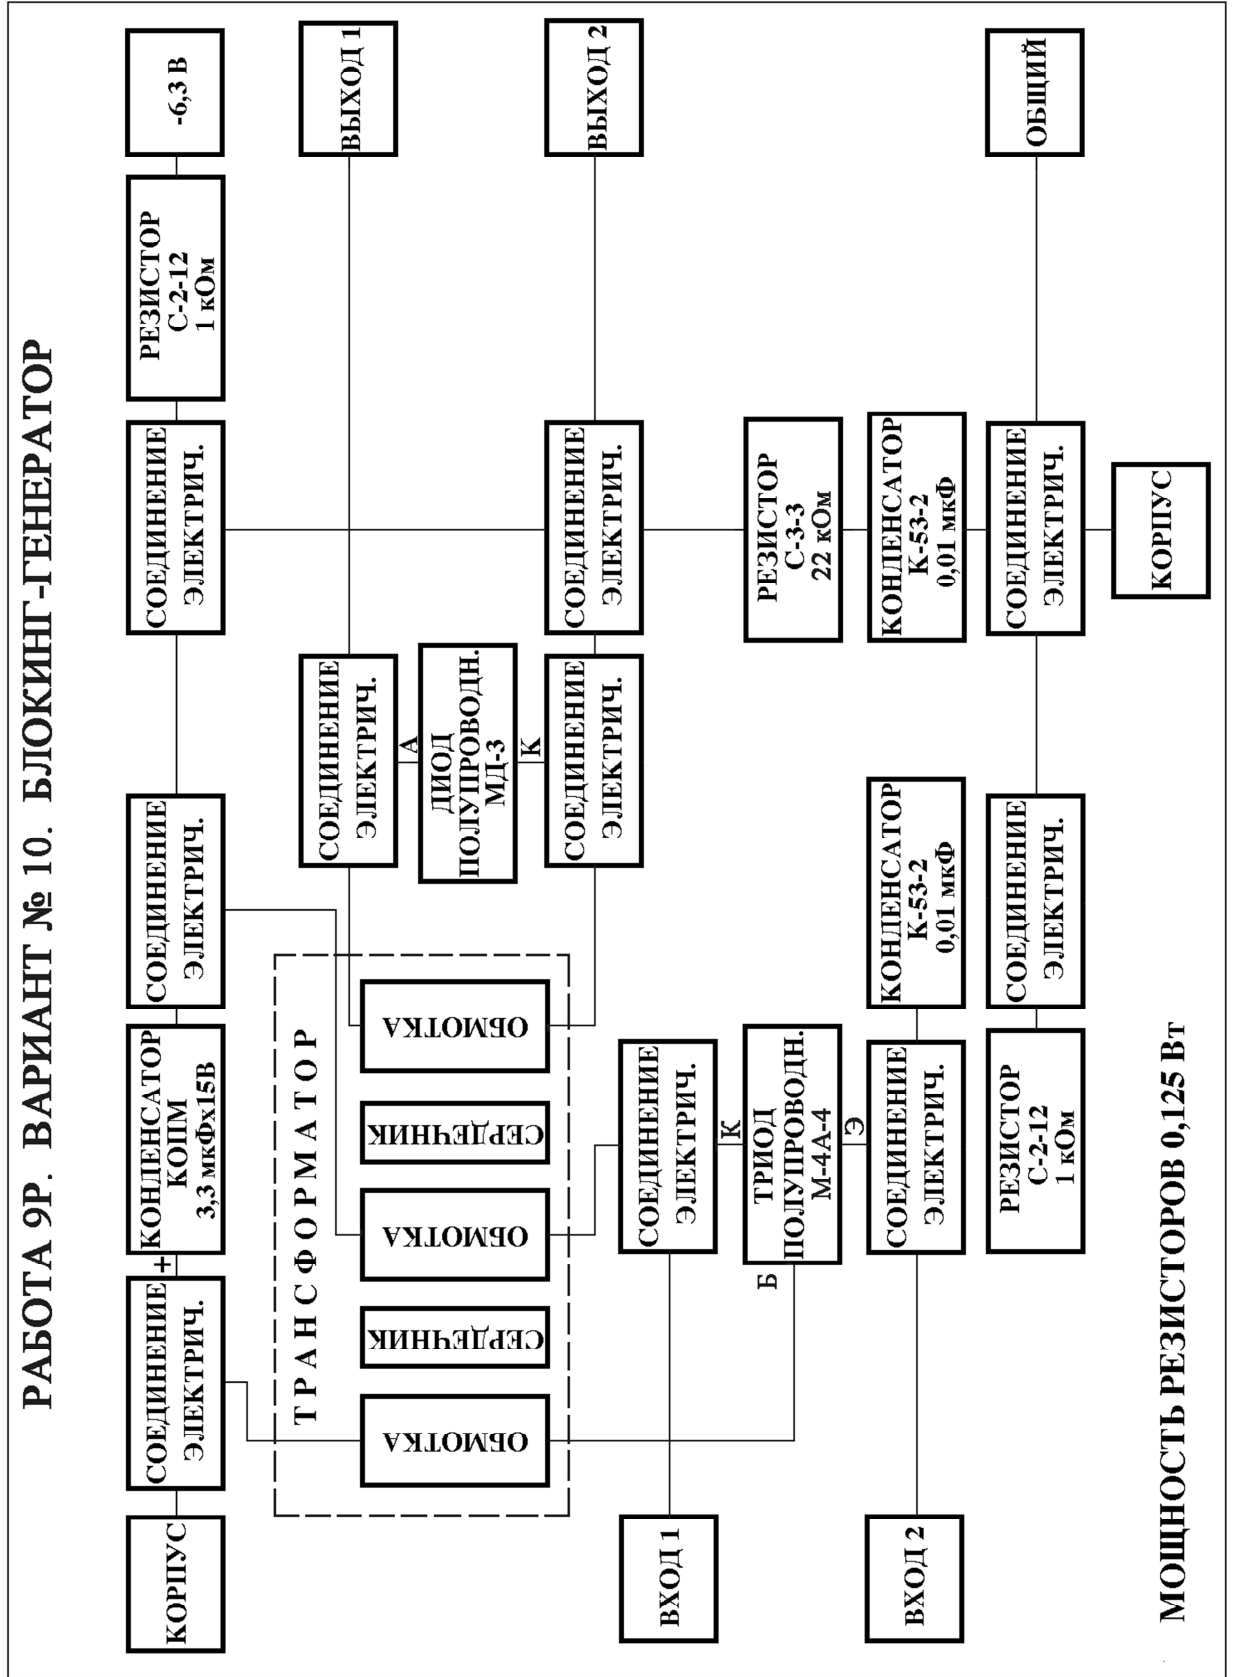 РАБОТА 9Р. ВАРИАНТ № 10. БЛОКИНГ-ГЕНЕРАТОР
КОРПУС
СОЕДИНЕНИЕ
ЭЛЕКТРИЧ.
+
КОНДЕНСАТОР
КОПМ
3,3 мкФх15В
СОЕДИНЕНИЕ
ЭЛЕКТРИЧ.
СОЕДИНЕНИЕ
ЭЛЕКТРИЧ.
РЕЗИСТОР
С-2-12
1 кОм
-6,3 В
ТРАНСФОРМАТОР
ОБМОТКА
СЕРДЕЧНИК
ОБМОТКА
СЕРДЕЧНИК
ОБМОТКА
СОЕДИНЕНИЕ
ЭЛЕКТРИЧ.
ВЫХОД 1
А
ДИОД
ПОЛУПРОВОДН.
МД-3
К
СОЕДИНЕНИЕ
ЭЛЕКТРИЧ.
СОЕДИНЕНИЕ
ЭЛЕКТРИЧ.
ВЫХОД 2
ВХОД 1
СОЕДИНЕНИЕ
ЭЛЕКТРИЧ.
К
Б
ТРИОД
ПОЛУПРОВОДН.
М-4А-4
Э
РЕЗИСТОР
С-3-3
22 кОм
ВХОД 2
СОЕДИНЕНИЕ
ЭЛЕКТРИЧ.
КОНДЕНСАТОР
К-53-2
0,01 мкФ
КОНДЕНСАТОР
К-53-2
0,01 мкФ
РЕЗИСТОР
С-2-12
1 кОм
СОЕДИНЕНИЕ
ЭЛЕКТРИЧ.
СОЕДИНЕНИЕ
ЭЛЕКТРИЧ.
ОБЩИЙ
КОРПУС
МОЩНОСТЬ РЕЗИСТОРОВ 0,125 Вт